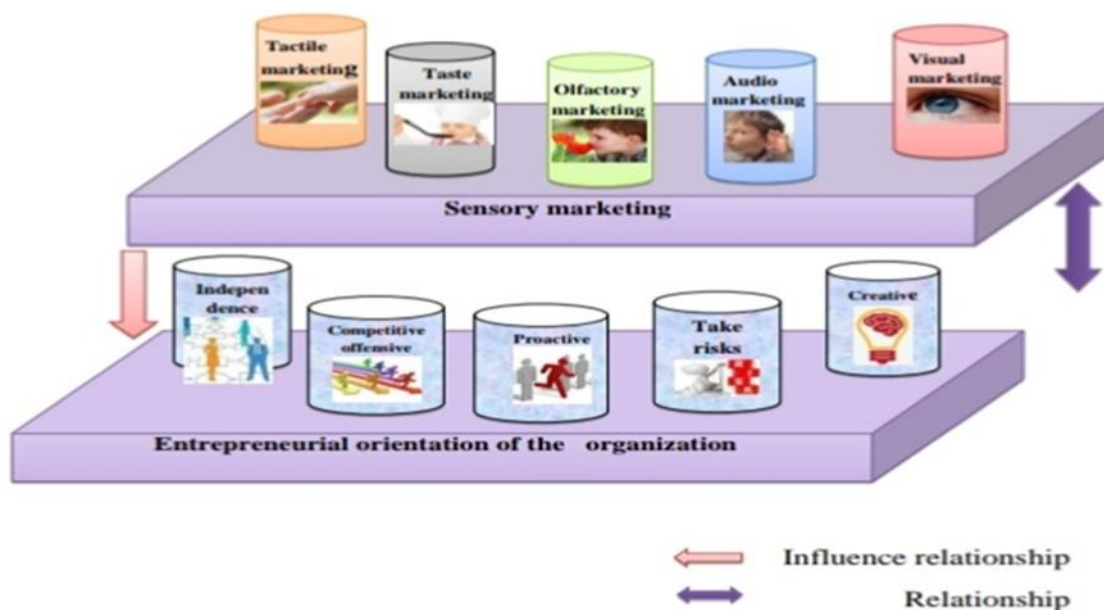 Tactile
marketing
Taste
marketing
Olfactory
marketing
Audio
marketing
Visual
marketing
Sensory marketing
Indepen
dence
Competitive
offensive
Proactive
Take
risks
Creative
Entrepreneurial orientation of the organization
Influence relationship
Relationship